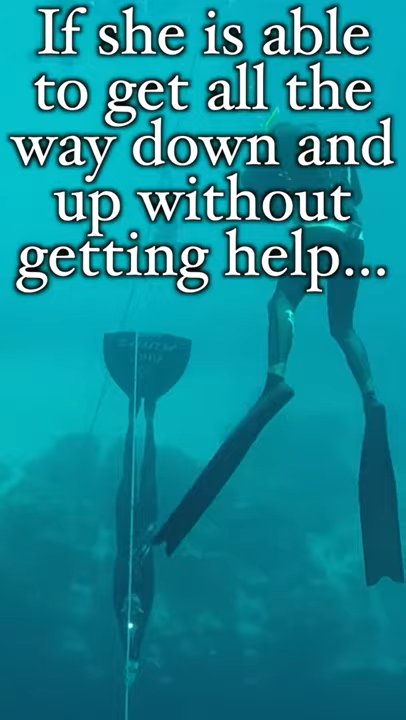 If she is able
to get all the
way down and
up without
getting help...